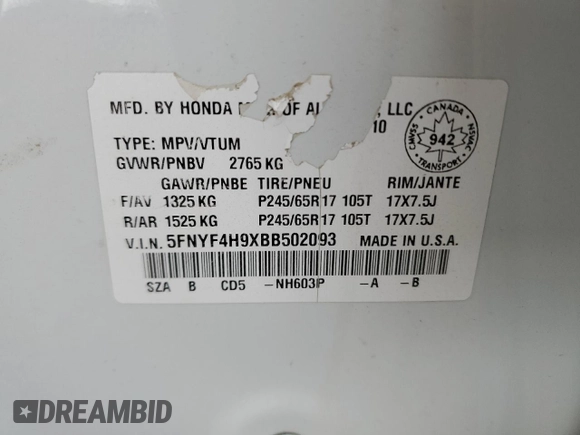 MFD. BY HONDA OF LLC
10
TYPE: MPV/VTUM
GVWR/PNBV 2765 KG
GAWR/PNBE TIRE/PNEU RIM/JANTE
F/AV 1325 KG P245/65R17 105T 17X7.5J
R/AR 1525 KG P245/65R17 105T 17X7.5J
V.I.N. 5FNYF4H9XBB502093 MADE IN U.S.A.
SZA B CD5 -NH603P -A -B
CANADA
CMVSS 942 NSVAC
TRANSPORT
DREAMBID